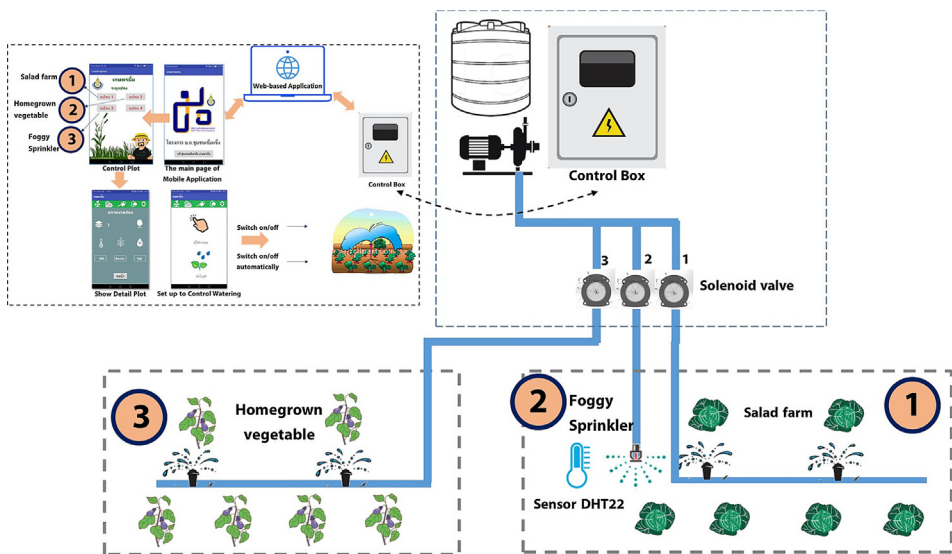 Salad farm
1
Homegrown
vegetable
2
Foggy
Sprinkler
3
Control Plot
The main page of
Mobile Application
Web-based Application
Control Box
Show Detail Plot
Set up to Control Watering
Switch on/off
Switch on/off
automatically
Control Box
3
2
1
Solenoid valve
3
Homegrown
vegetable
2
Foggy
Sprinkler
Sensor DHT22
Salad farm
1